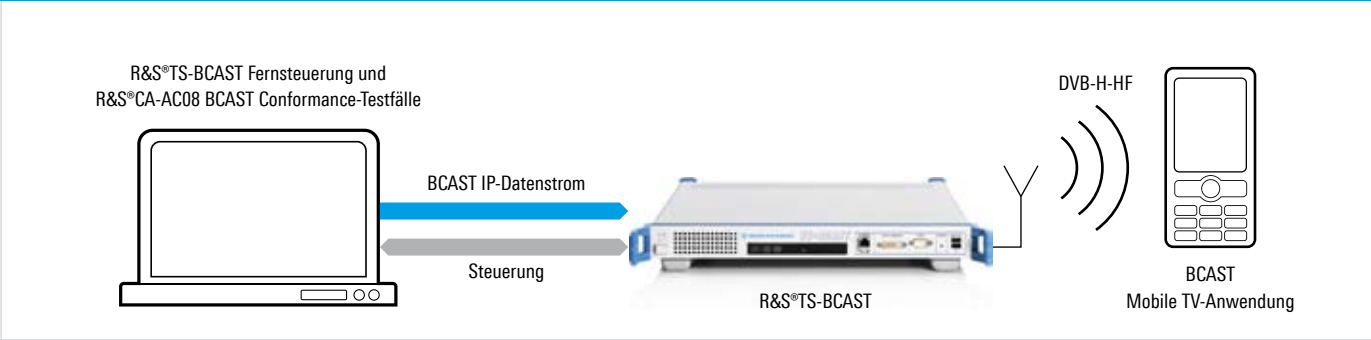 R&S®TS-BCAST Fernsteuerung und
R&S®CA-AC08 BCAST Conformance-Testfälle
BCAST IP-Datenstrom
Steuerung
R&S®TS-BCAST
DVB-H-HF
BCAST
Mobile TV-Anwendung